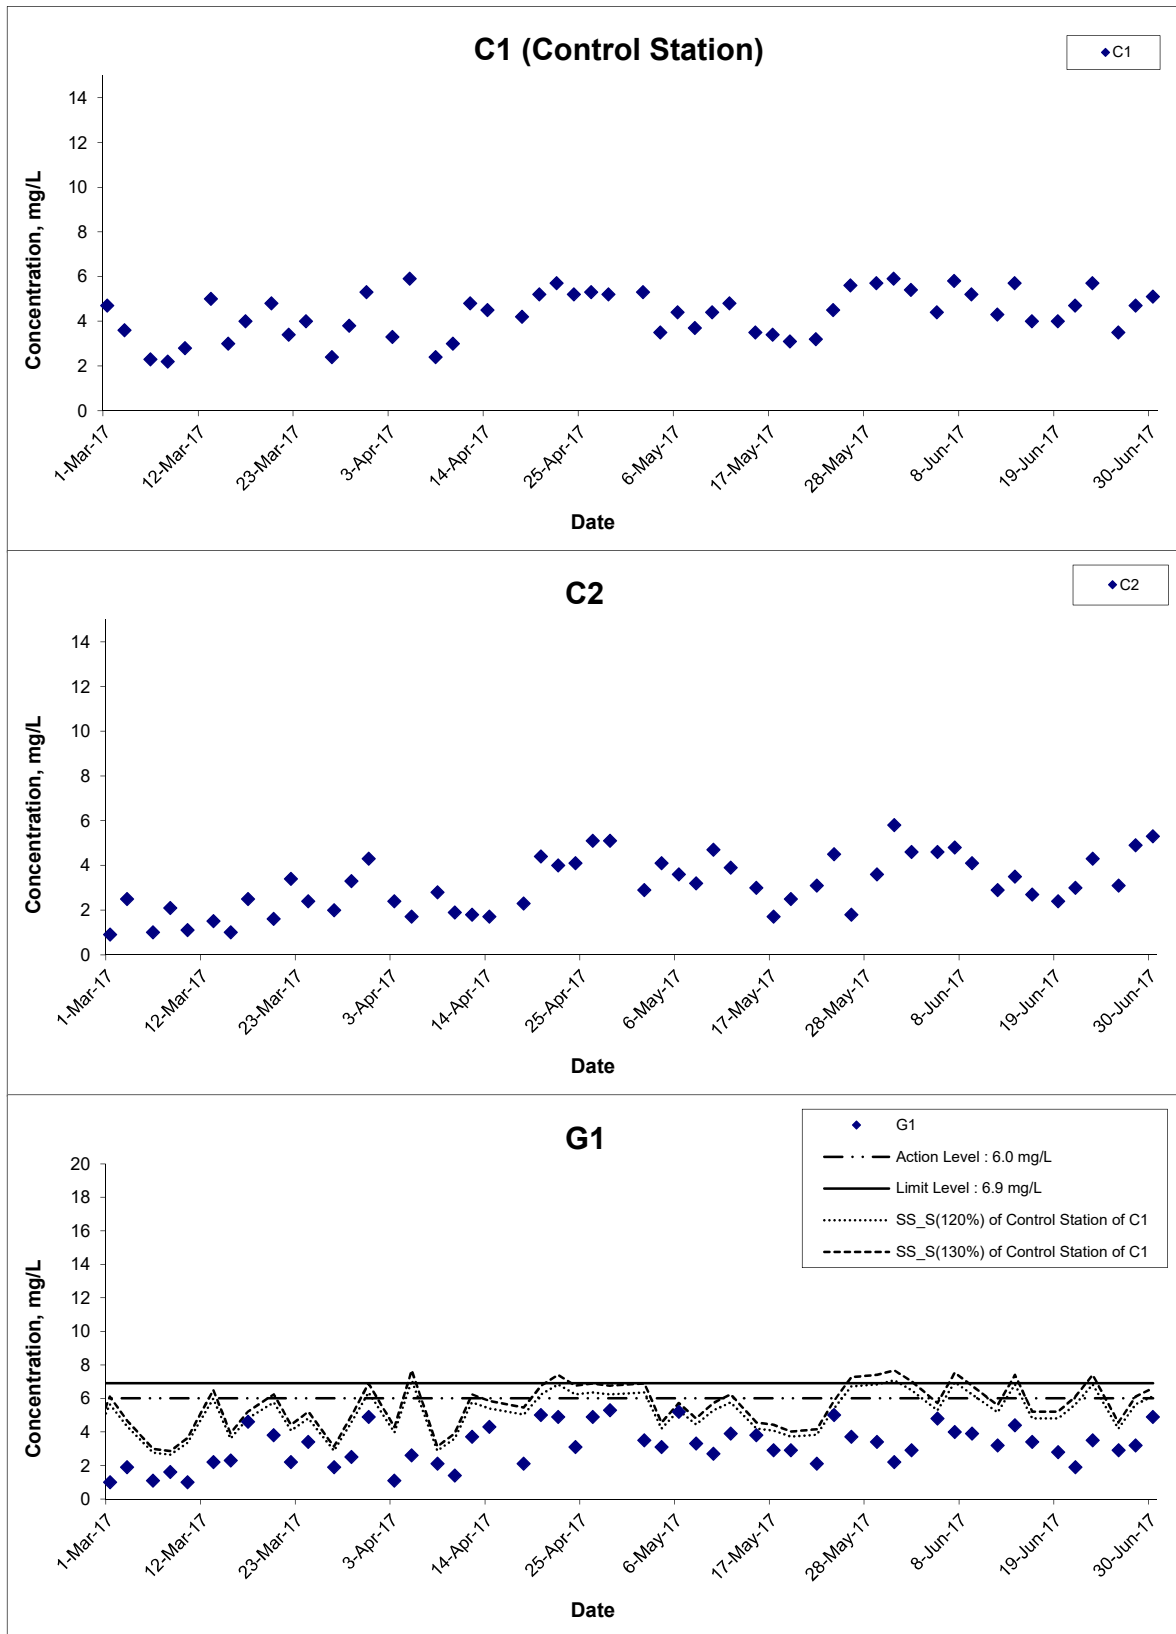 C1 (Control Station)
C1
14
12
10
8
6
4
2
0
Concentration, mg/L
1-Mar-17
12-Mar-17
23-Mar-17
3-Apr-17
14-Apr-17
25-Apr-17
6-May-17
17-May-17
28-May-17
8-Jun-17
19-Jun-17
30-Jun-17
Date
C2
C2
14
12
10
8
6
4
2
0
Concentration, mg/L
1-Mar-17
12-Mar-17
23-Mar-17
3-Apr-17
14-Apr-17
25-Apr-17
6-May-17
17-May-17
28-May-17
8-Jun-17
19-Jun-17
30-Jun-17
Date
G1
G1
Action Level : 6.0 mg/L
Limit Level : 6.9 mg/L
SS_S(120%) of Control Station of C1
SS_S(130%) of Control Station of C1
20
18
16
14
12
10
8
6
4
2
0
Concentration, mg/L
1-Mar-17
12-Mar-17
23-Mar-17
3-Apr-17
14-Apr-17
25-Apr-17
6-May-17
17-May-17
28-May-17
8-Jun-17
19-Jun-17
30-Jun-17
Date